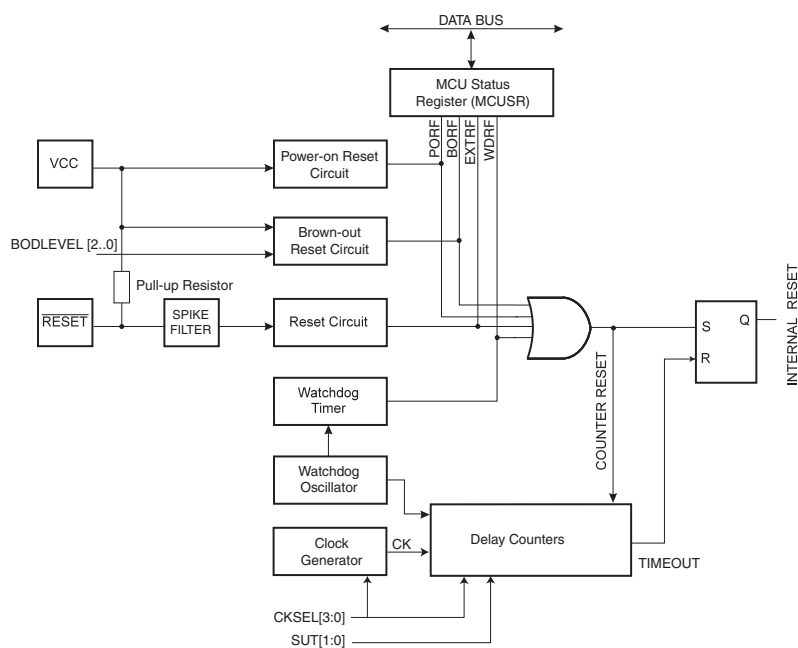 DATA BUS
MCU Status
Register (MCUSR)
PORF
BORF
EXTRF
WDRF
VCC
Power-on Reset
Circuit
BODLEVEL [2..0]
Brown-out
Reset Circuit
Pull-up Resistor
RESET
SPIKE
FILTER
Reset Circuit
S
Q
R
INTERNAL RESET
Watchdog
Timer
COUNTER RESET
Watchdog
Oscillator
Clock
Generator
CK
Delay Counters
TIMEOUT
CKSEL[3:0]
SUT[1:0]